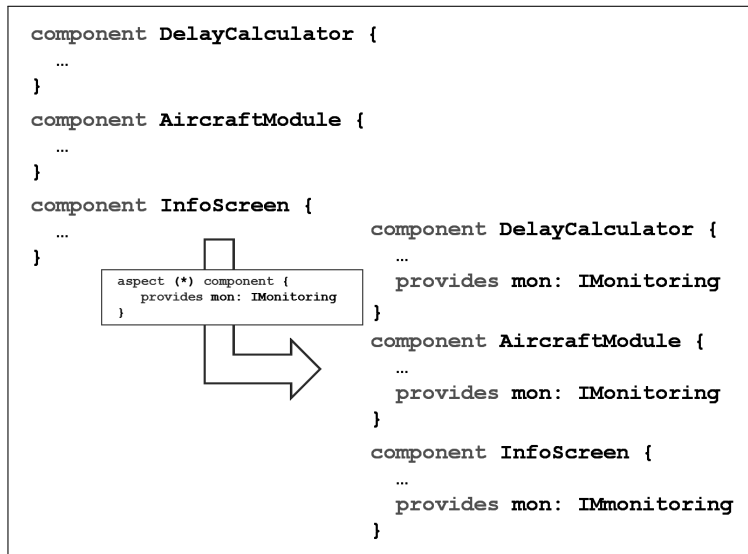 component DelayCalculator {
…
}
component AircraftModule {
…
}
component InfoScreen {
…
}
aspect (*) component {
provides mon: IMonitoring
}
component DelayCalculator {
…
provides mon: IMonitoring
}
component AircraftModule {
…
provides mon: IMonitoring
}
component InfoScreen {
…
provides mon: IMmonitoring
}